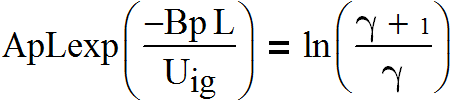 ApLexp(−Bp L / U_ig) = ln(γ + 1 / γ)